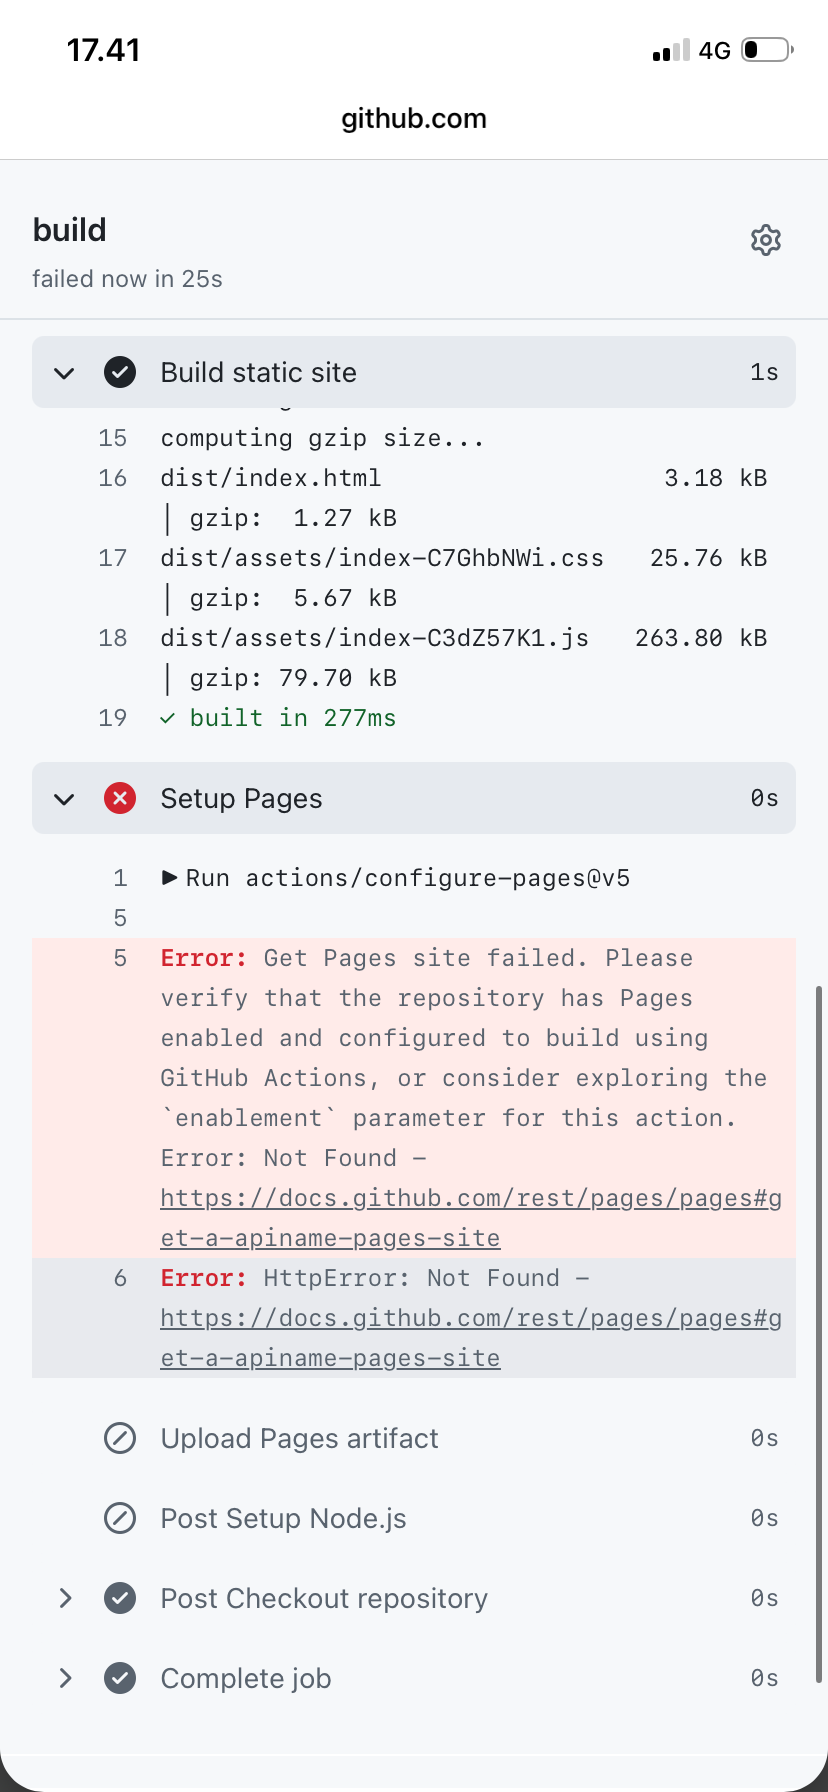 17.41
4G
github.com
build
failed now in 25s
Build static site 1s
15 computing gzip size...
16 dist/index.html 3.18 kB
│ gzip: 1.27 kB
17 dist/assets/index-C7GhbNWi.css 25.76 kB
│ gzip: 5.67 kB
18 dist/assets/index-C3dZ57K1.js 263.80 kB
│ gzip: 79.70 kB
19 ✓ built in 277ms
Setup Pages 0s
1 ▶Run actions/configure-pages@v5
5
5 Error: Get Pages site failed. Please
verify that the repository has Pages
enabled and configured to build using
GitHub Actions, or consider exploring the
`enablement` parameter for this action.
Error: Not Found -
https://docs.github.com/rest/pages/pages#g
et-a-apiname-pages-site
6 Error: HttpError: Not Found -
https://docs.github.com/rest/pages/pages#g
et-a-apiname-pages-site
Upload Pages artifact 0s
Post Setup Node.js 0s
Post Checkout repository 0s
Complete job 0s